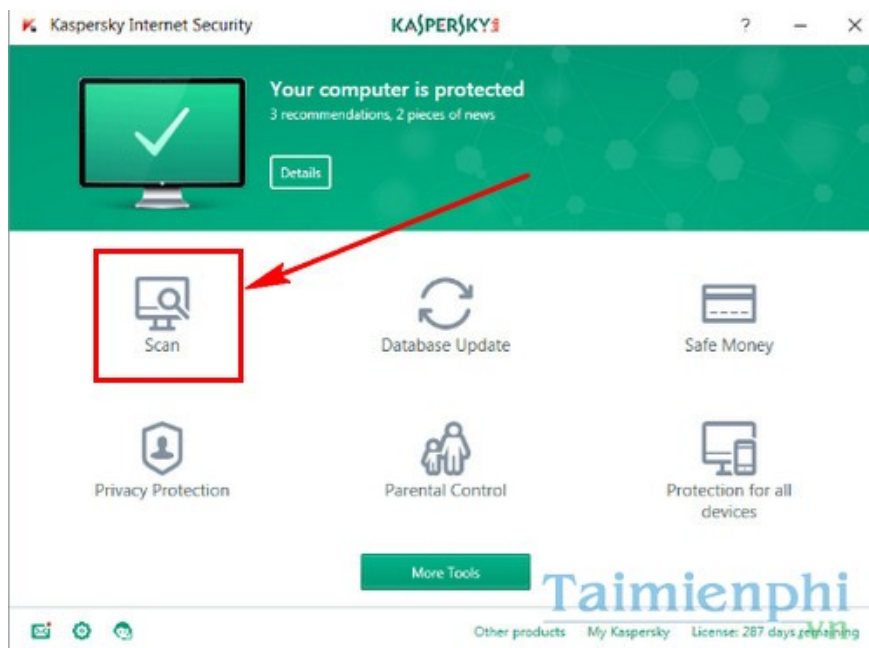 Kaspersky Internet Security
KASPERSKY lab
? – ×
Your computer is protected
3 recommendations, 2 pieces of news
Details
Scan
Database Update
Safe Money
Privacy Protection
Parental Control
Protection for all
devices
More Tools
Taimienphi
.vn
Other products My Kaspersky License: 287 days remaining